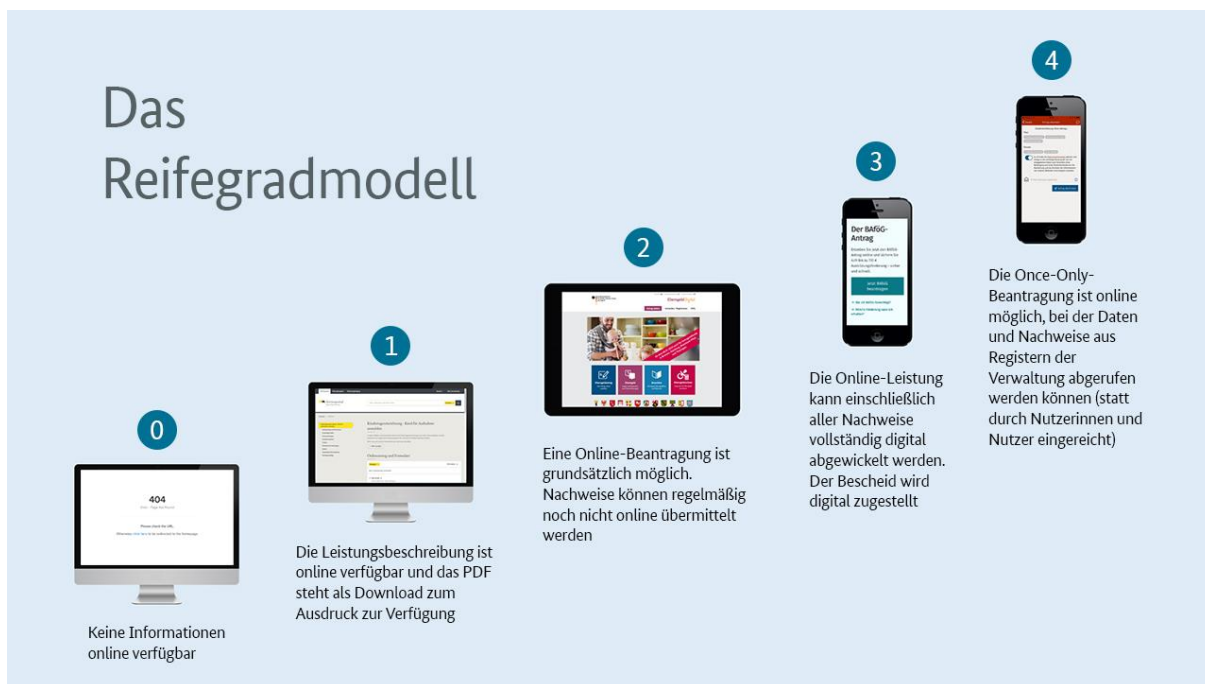 Das
Reifegradmodell
0
404
Please check the URL.
Keine Informationen
online verfügbar
1
Die Leistungsbeschreibung ist
online verfügbar und das PDF
steht als Download zum
Ausdruck zur Verfügung
2
Eine Online-Beantragung ist
grundsätzlich möglich.
Nachweise können regelmäßig
noch nicht online übermittelt
werden
3
Der BAföG-
Antrag
Die Online-Leistung
kann einschließlich
aller Nachweise
vollständig digital
abgewickelt werden.
Der Bescheid wird
digital zugestellt
4
Die Once-Only-
Beantragung ist online
möglich, bei der Daten
und Nachweise aus
Registern der
Verwaltung abgerufen
werden können (statt
durch Nutzerinnen und
Nutzer eingereicht)